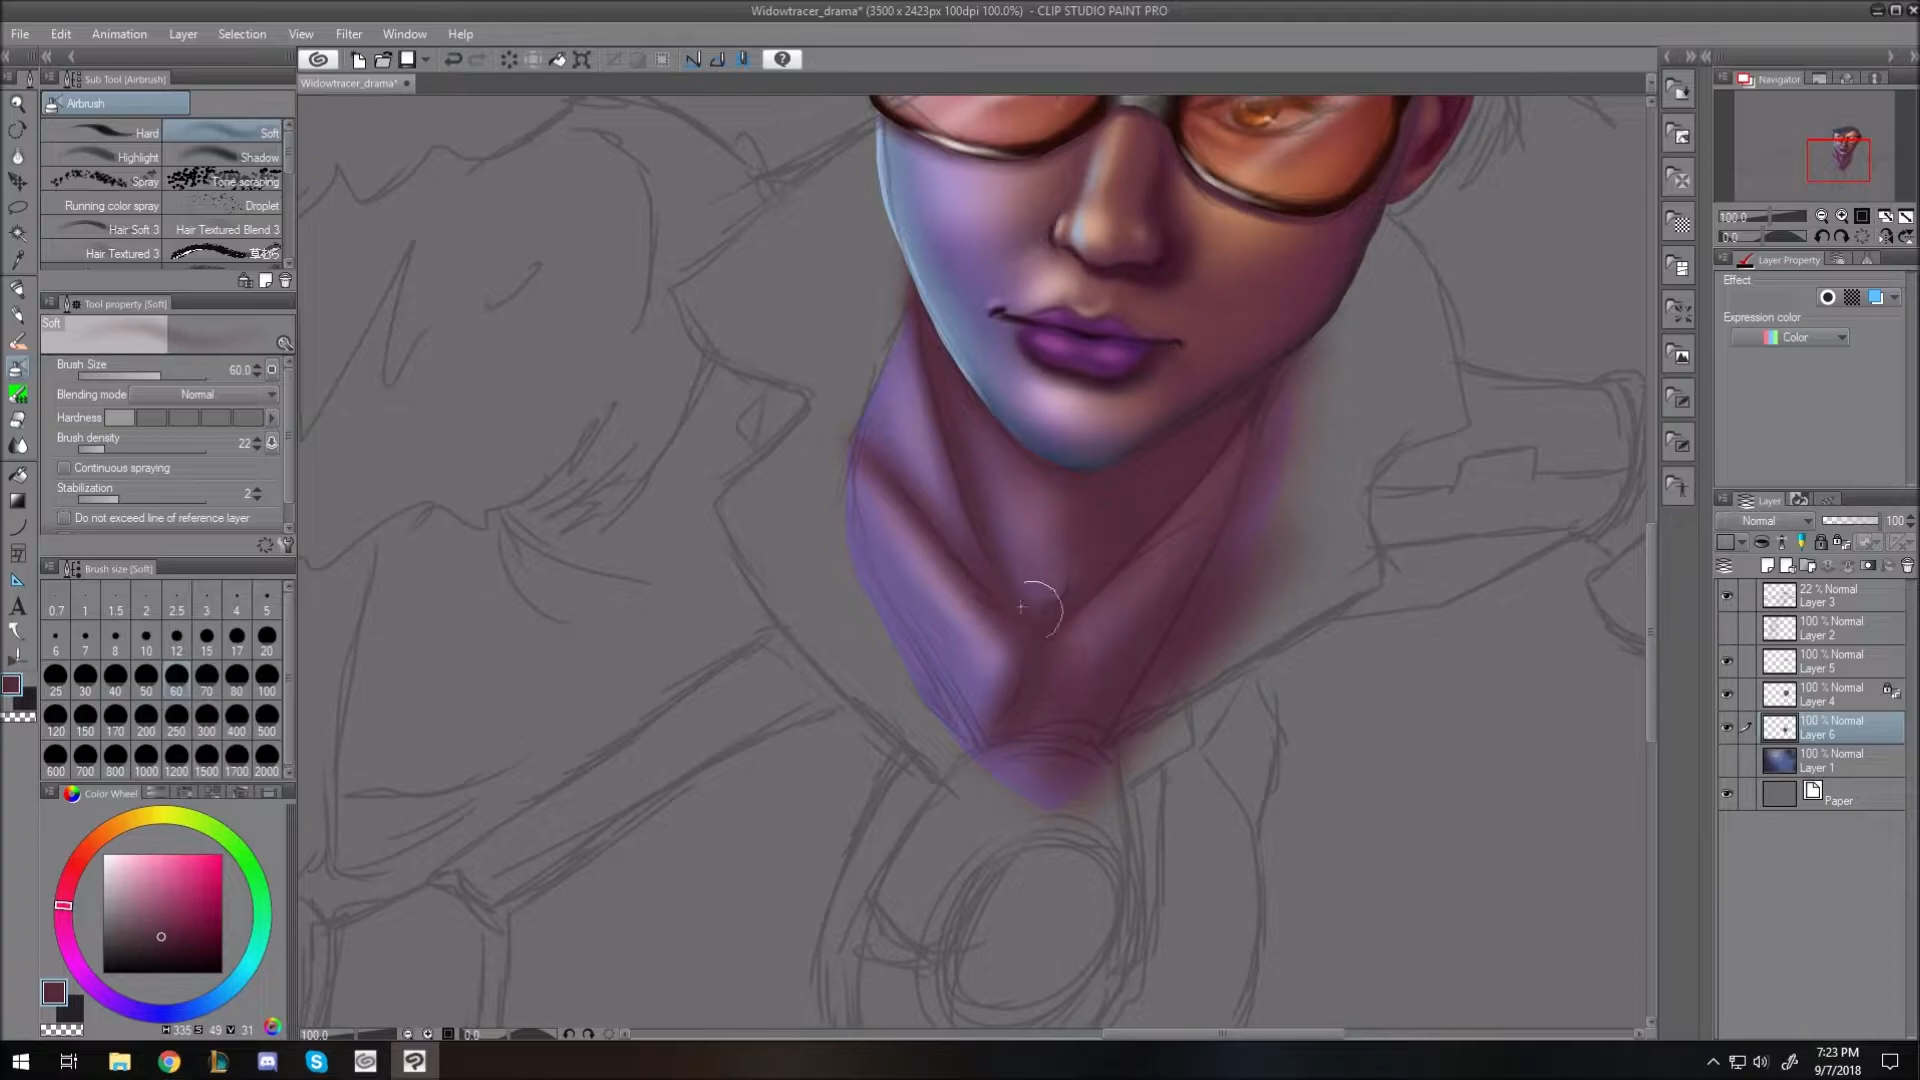 Widowtracer_drama* (3500 x 2423px 100dpi 100.0%) - CLIP STUDIO PAINT PRO
File Edit Animation Layer Selection View Filter Window Help
Sub Tool [Airbrush]
Airbrush
Hard Soft
Highlight Shadow
Spray Tone scraping
Running color spray Droplet
Hair Soft 3 Hair Textured Blend 3
Hair Textured 3
Widowtracer_drama*
Tool property [Soft]
Soft
Brush Size 60.0
Blending mode Normal
Hardness
Brush density 22
Continuous spraying
Stabilization 2
Do not exceed line of reference layer
Brush size [Soft]
0.7 1 1.5 2 2.5 3 4 5
6 7 8 10 12 15 17 20
25 30 40 50 60 70 80 100
120 150 170 200 250 300 400 500
600 700 800 1000 1200 1500 1700 2000
Color Wheel
H 335 S 49 V 31
100.0 0.0
Navigator
100.0
0.0
Layer Property
Effect
Expression color
Color
Layer
Normal 100
22 % Normal
Layer 3
100 % Normal
Layer 2
100 % Normal
Layer 5
100 % Normal
Layer 4
100 % Normal
Layer 6
100 % Normal
Layer 1
Paper
7:23 PM
9/7/2018